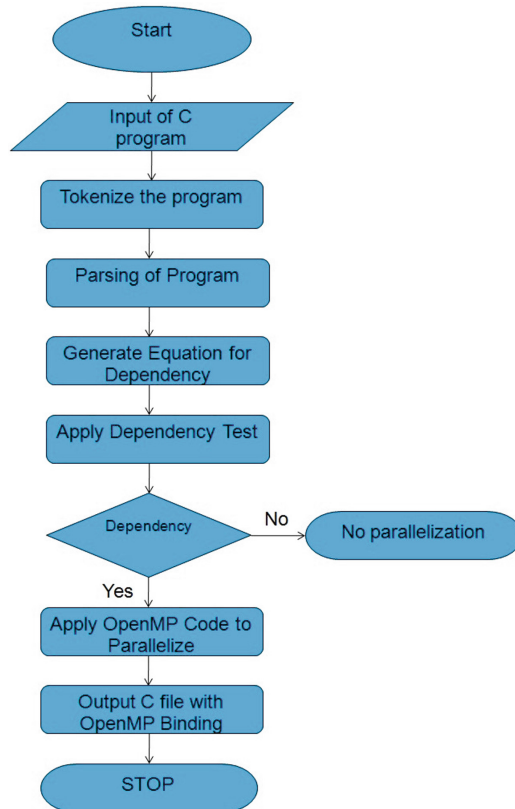 Start
Input of C
program
Tokenize the program
Parsing of Program
Generate Equation for
Dependency
Apply Dependency Test
Dependency
No
No parallelization
Yes
Apply OpenMP Code to
Parallelize
Output C file with
OpenMP Binding
STOP